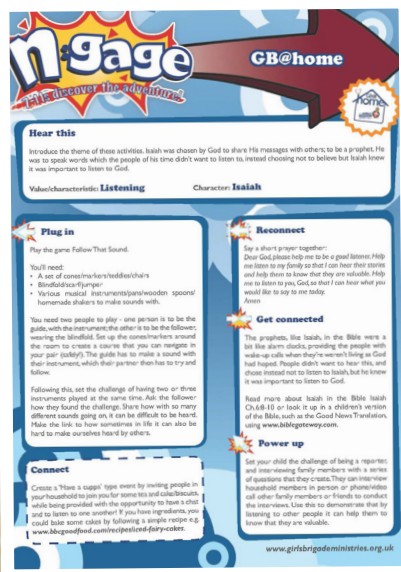 n:gage
Let's discover the adventure!
GB@home
home
Hear this
Introduce the theme of these activities. Isaiah was chosen by God to share His messages with others; to be a prophet. He
was to speak words which the people of his time didn't want to listen to, instead choosing not to believe but Isaiah knew
it was important to listen to God.
Value/characteristic: Listening Character: Isaiah
Plug in
Play the game Follow That Sound.
You'll need:
• A set of cones/markers/teddies/chairs
• Blindfold/scarf/jumper
• Various musical instruments/pans/wooden spoons/
homemade shakers to make sounds with.
You need two people to play - one person is to be the
guide, with the instrument; the other is to be the follower,
wearing the blindfold. Set up the cones/markers around
the room to create a course that you can navigate in
your pair (safely!). The guide has to make a sound with
their instrument, which their partner then has to try and
follow.
Following this, set the challenge of having two or three
instruments played at the same time. Ask the follower
how they found the challenge. Share how with so many
different sounds going on, it can be difficult to be heard.
Make the link to how sometimes in life it can also be
hard to make ourselves heard by others.
Connect
Create a 'Have a cuppa' type event by inviting people in
your household to join you for some tea and cake/biscuits,
while being provided with the opportunity to have a chat
and to listen to one another! If you have ingredients, you
could bake some cakes by following a simple recipe e.g.
www.bbcgoodfood.com/recipes/iced-fairy-cakes.
Reconnect
Say a short prayer together:
Dear God, please help me to be a good listener. Help
me listen to my family so that I can hear their stories
and help them to know that they are valuable. Help
me to listen to you, God, so that I can hear what you
would like to say to me today.
Amen
Get connected
The prophets, like Isaiah, in the Bible were a
bit like alarm clocks, providing the people with
wake-up calls when they weren't living as God
had hoped. People didn't want to hear this, and
chose instead not to listen to Isaiah, but he knew
it was important to listen to God.
Read more about Isaiah in the Bible Isaiah
Ch.6:8-10 or look it up in a children's version
of the Bible, such as the Good News Translation,
using www.biblegateway.com.
Power up
Set your child the challenge of being a reporter,
and interviewing family members with a series
of questions that they create. They can interview
household members in person or phone/video
call other family members or friends to conduct
the interviews. Use this to demonstrate that by
listening to other people it can help them to
know that they are valuable.
www.girlsbrigadeministries.org.uk